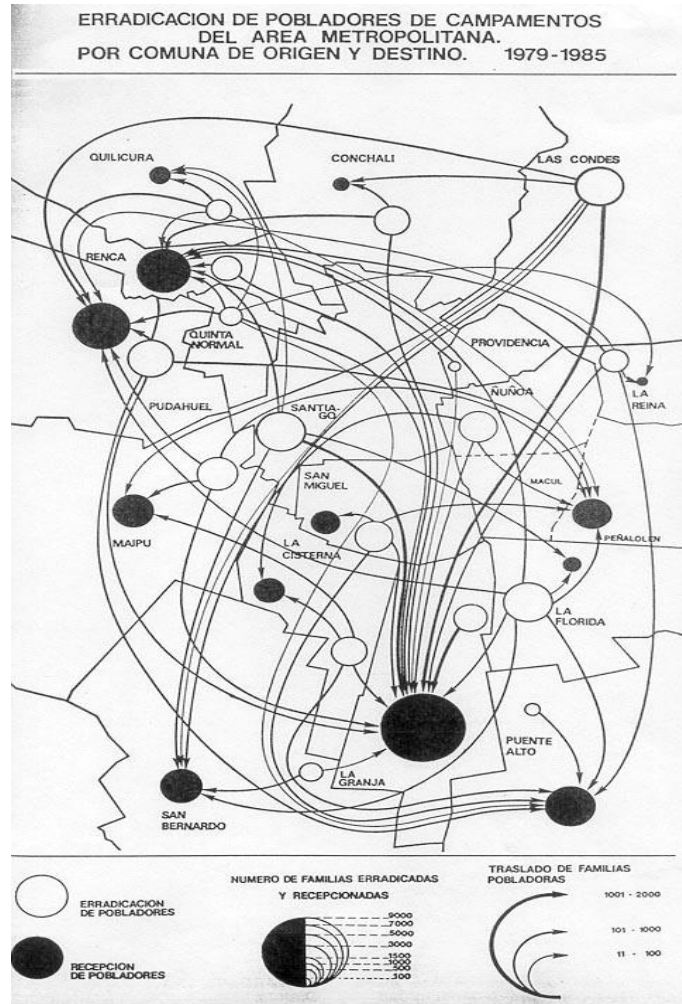 ERRADICACION DE POBLADORES DE CAMPAMENTOS
DEL AREA METROPOLITANA.
POR COMUNA DE ORIGEN Y DESTINO. 1979-1985
QUILICURA
CONCHALI
LAS CONDES
RENCA
QUINTA
NORMAL
PROVIDENCIA
ÑUÑOA
LA
REINA
PUDAHUEL
SANTIA-
GO
SAN
MIGUEL
MACUL
PEÑALOLEN
MAIPU
LA
CISTERNA
LA
FLORIDA
PUENTE
ALTO
LA
GRANJA
SAN
BERNARDO
ERRADICACION
DE POBLADORES
RECEPCION
DE POBLADORES
NUMERO DE FAMILIAS ERRADICADAS
Y RECEPCIONADAS
9000
7000
5000
3000
1500
1000
500
100
TRASLADO DE FAMILIAS
POBLADORAS
1001 - 2000
101 - 1000
11 - 100